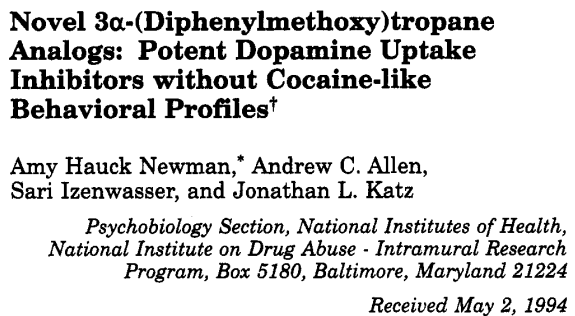 Novel 3α-(Diphenylmethoxy)tropane
Analogs: Potent Dopamine Uptake
Inhibitors without Cocaine-like
Behavioral Profiles†
Amy Hauck Newman,* Andrew C. Allen,
Sari Izenwasser, and Jonathan L. Katz
Psychobiology Section, National Institutes of Health,
National Institute on Drug Abuse - Intramural Research
Program, Box 5180, Baltimore, Maryland 21224
Received May 2, 1994